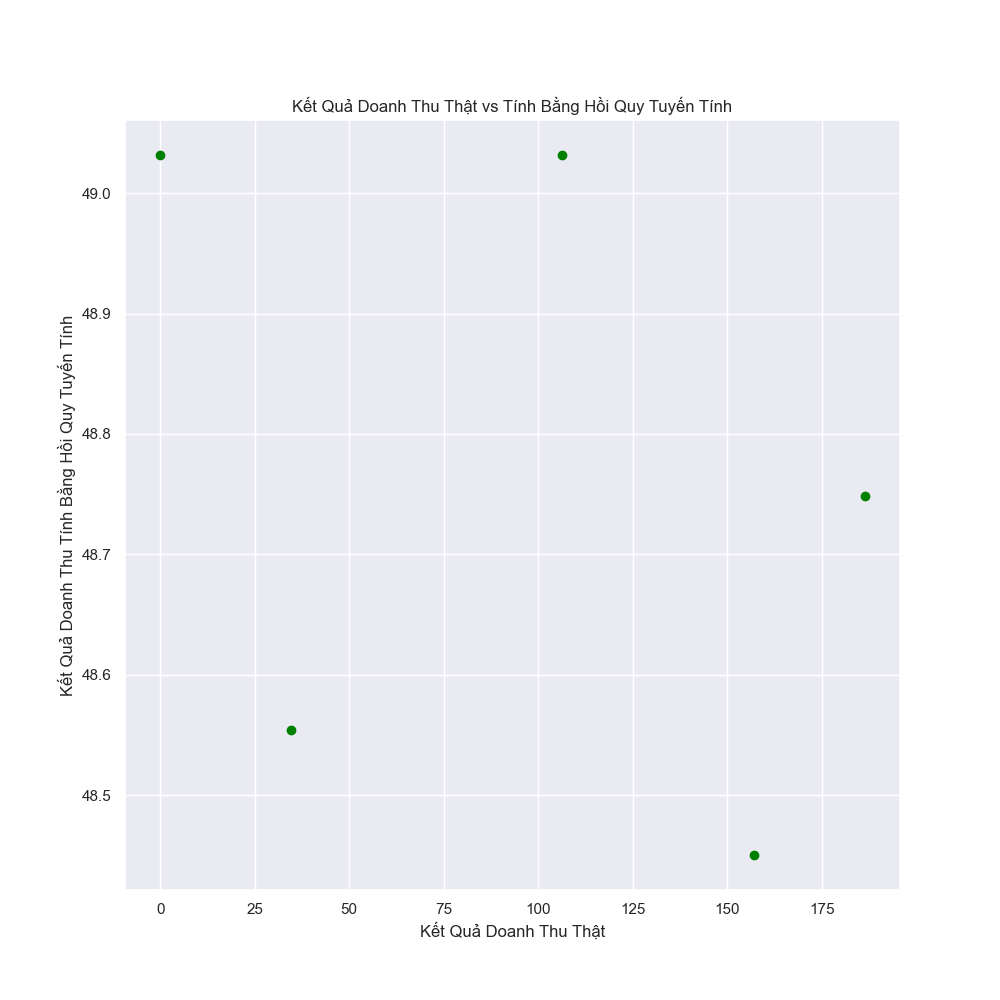 Kết Quả Doanh Thu Thật vs Tính Bằng Hồi Quy Tuyến Tính
Kết Quả Doanh Thu Tính Bằng Hồi Quy Tuyến Tính
49.0
48.9
48.8
48.7
48.6
48.5
0 25 50 75 100 125 150 175
Kết Quả Doanh Thu Thật